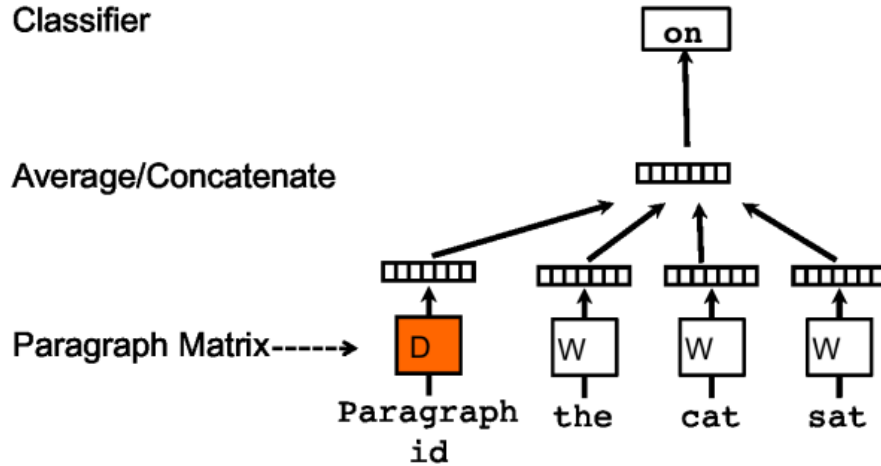 Classifier
on
Average/Concatenate
Paragraph Matrix----->
D
W
W
W
Paragraph
id
the
cat
sat